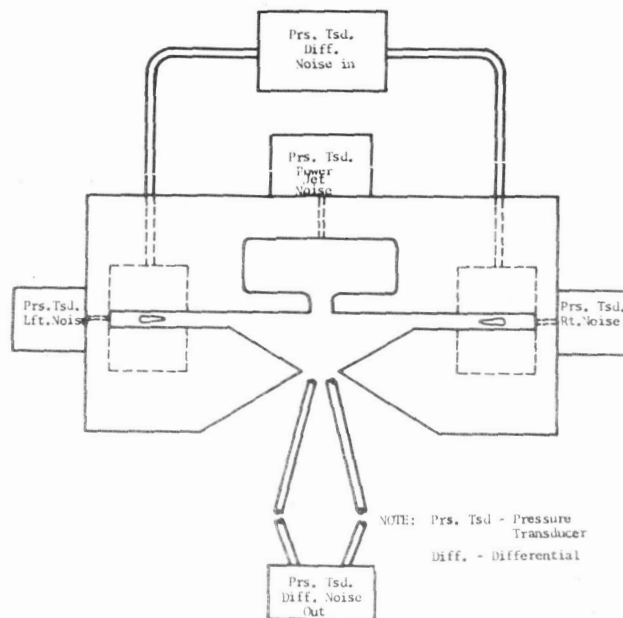 Prs. Tsd.
Diff.
Noise in
Prs. Tsd.
Power
Jet
Noise
Prs.Tsd.
Lft.Noise
Prs. Tsd.
Rt.Noise
NOTE: Prs. Tsd - Pressure
Transducer
Diff. - Differential
Prs. Tsd.
Diff. Noise
Out